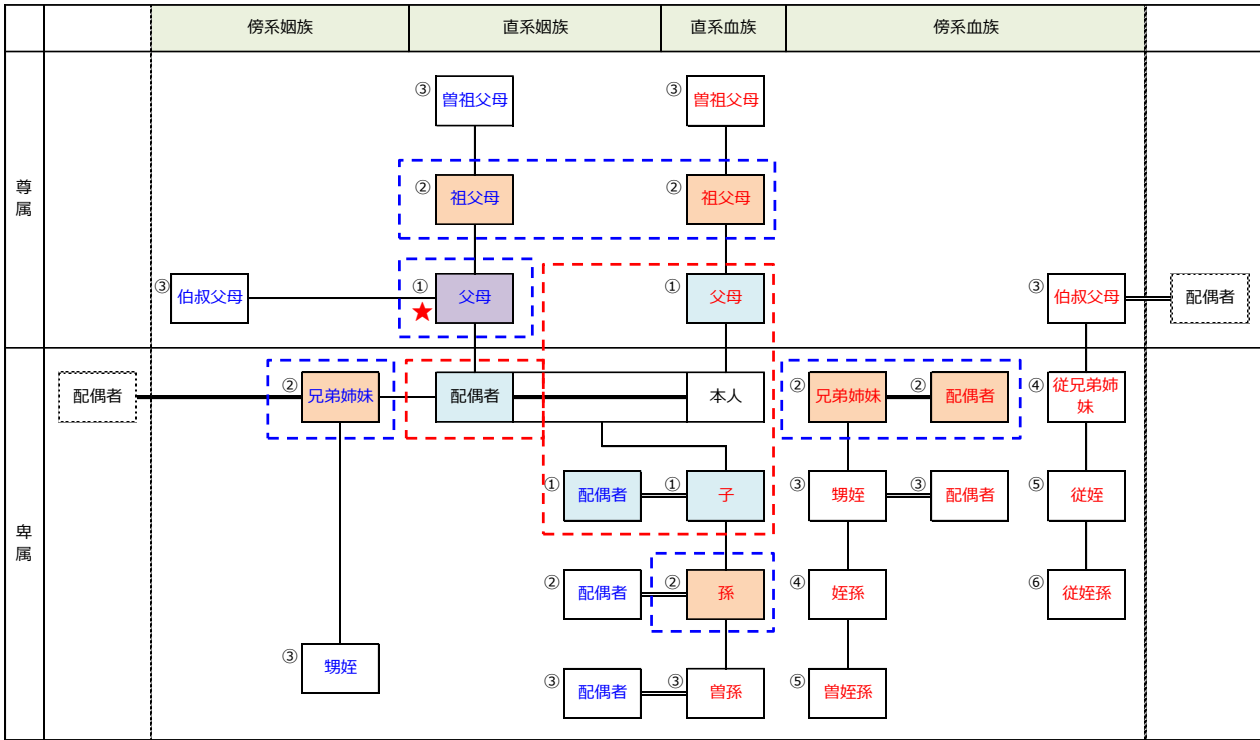 傍系姻族
直系姻族
直系血族
傍系血族
尊属
③
曽祖父母
③
曽祖父母
②
祖父母
②
祖父母
③
伯叔父母
①
★
父母
①
父母
③
伯叔父母
配偶者
卑属
配偶者
②
兄弟姉妹
配偶者
本人
②
兄弟姉妹
②
配偶者
④
従兄弟姉
妹
①
配偶者
①
子
③
甥姪
③
配偶者
⑤
従姪
②
配偶者
②
孫
④
姪孫
⑥
従姪孫
③
甥姪
③
配偶者
③
曽孫
⑤
曽姪孫